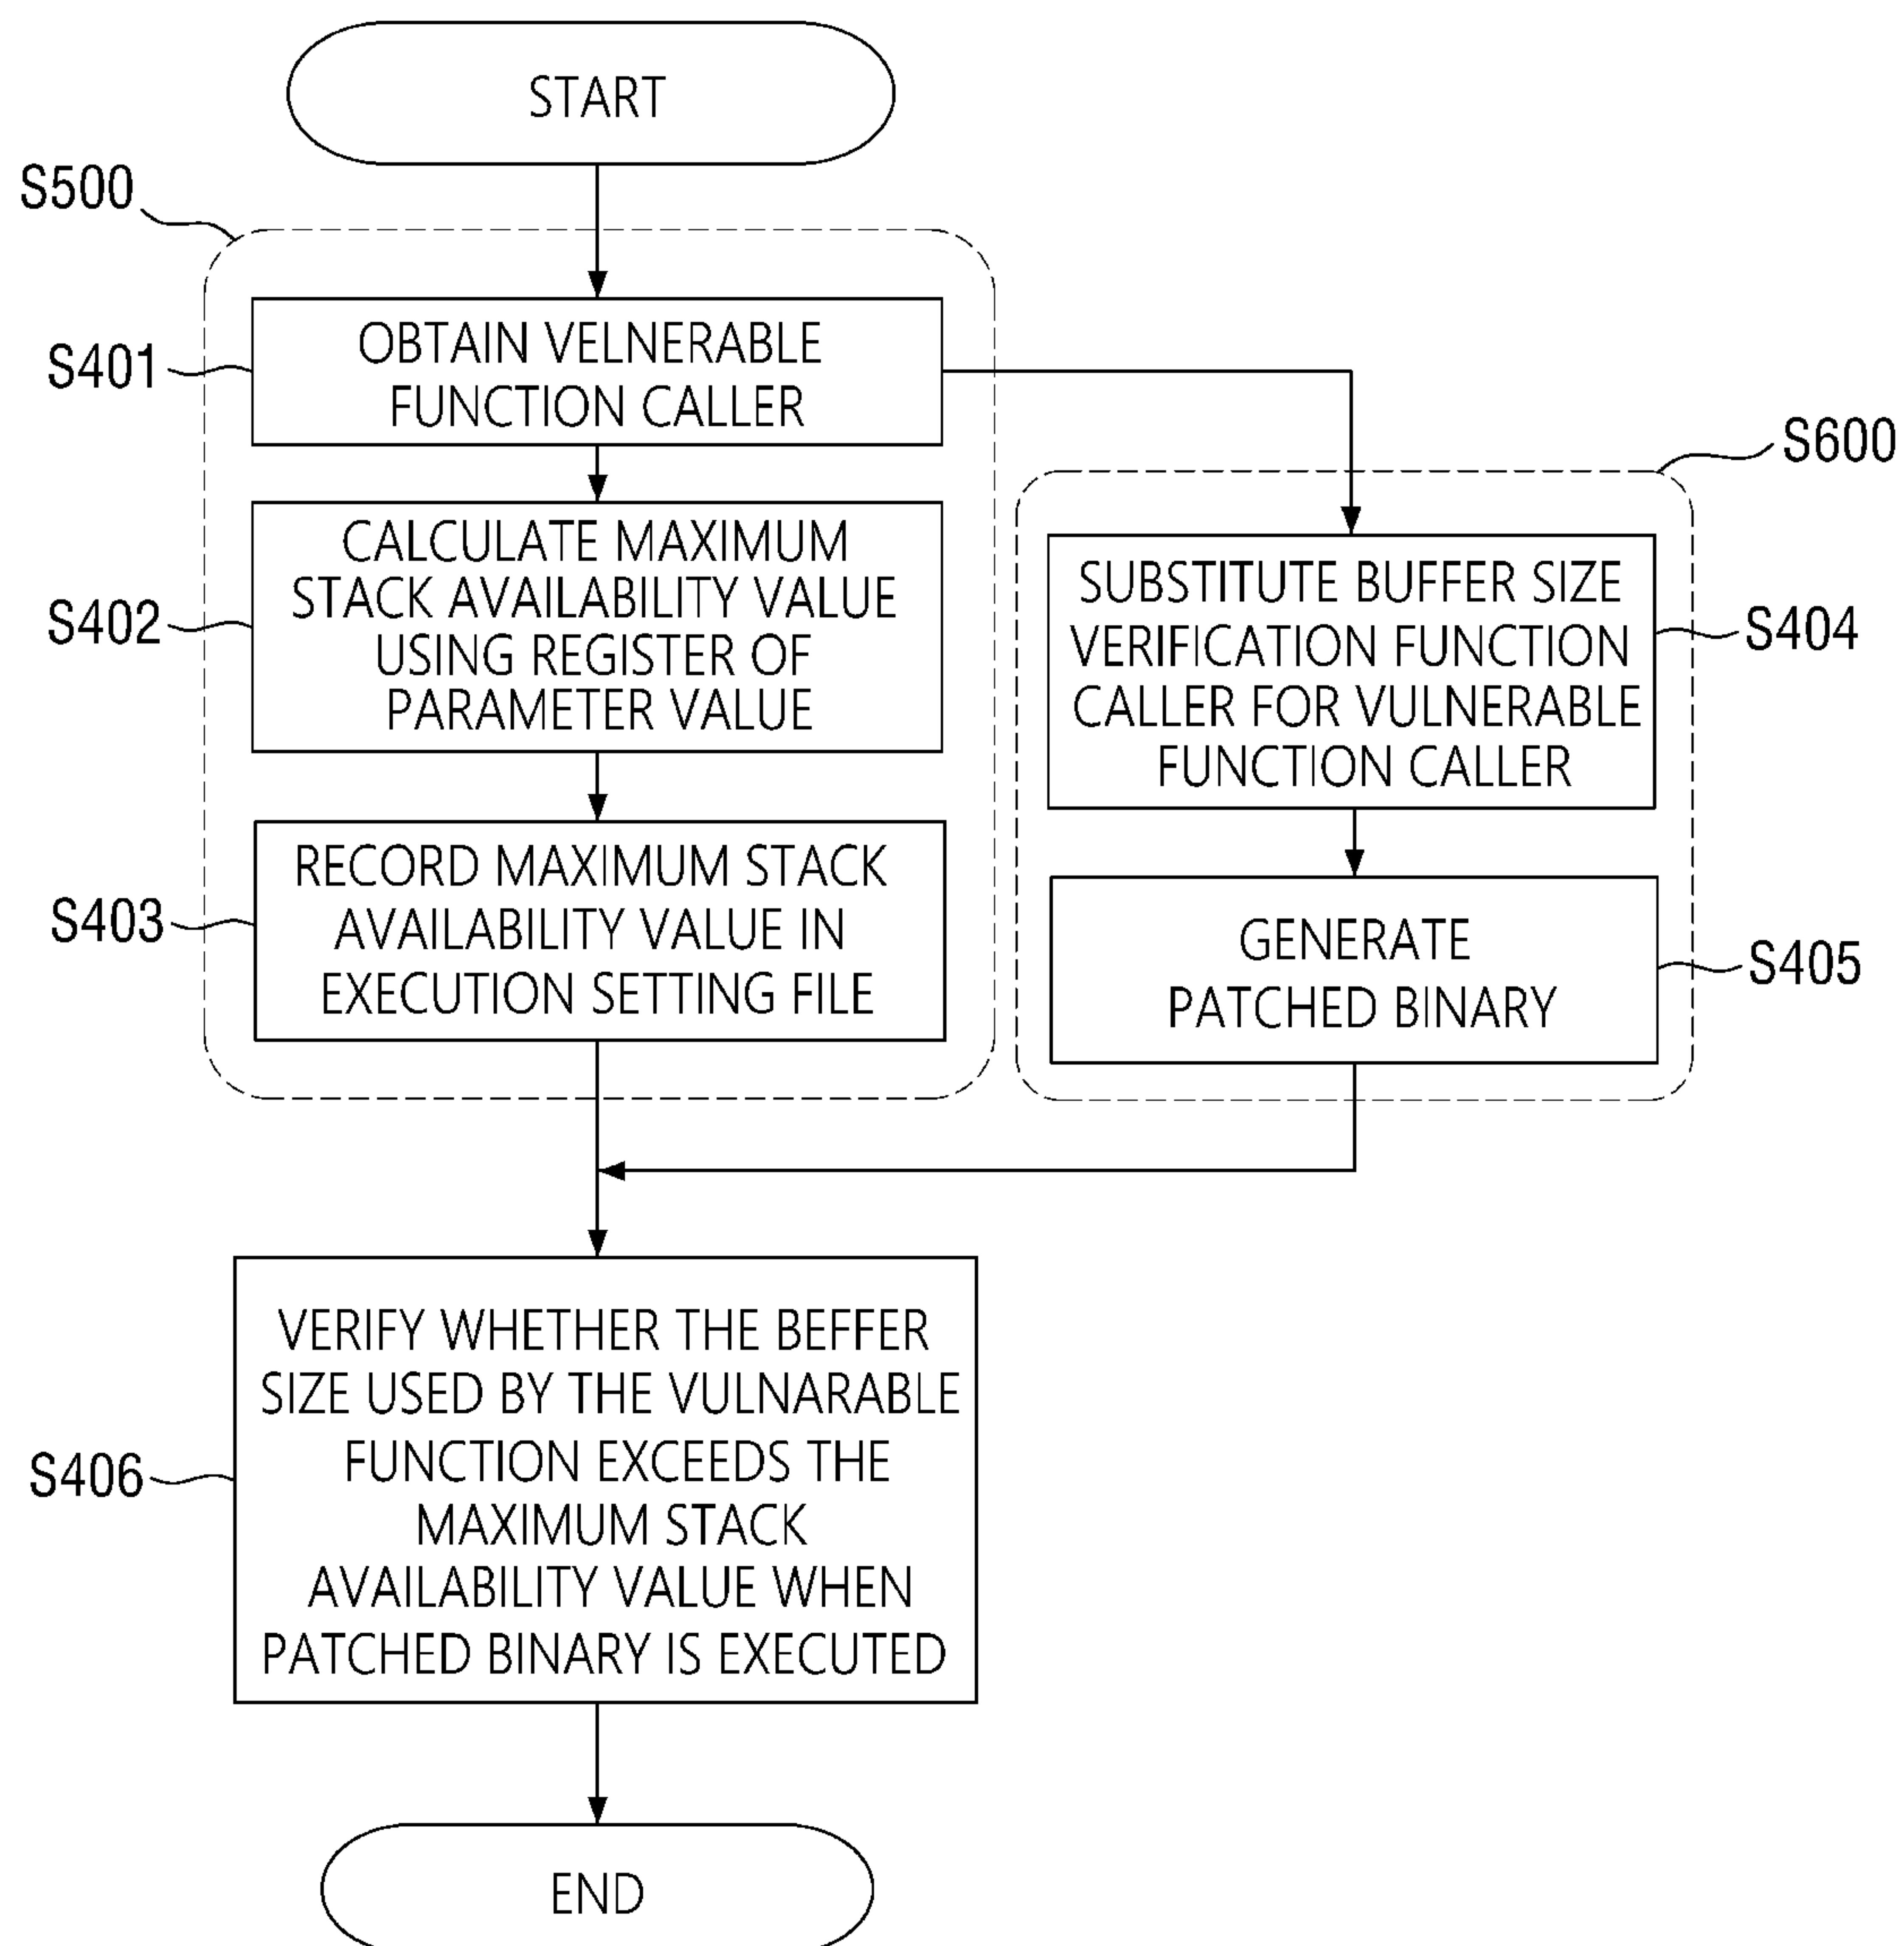 START
S500
S401
OBTAIN VELNERABLE
FUNCTION CALLER
S402
CALCULATE MAXIMUM
STACK AVAILABILITY VALUE
USING REGISTER OF
PARAMETER VALUE
S403
RECORD MAXIMUM STACK
AVAILABILITY VALUE IN
EXECUTION SETTING FILE
S600
SUBSTITUTE BUFFER SIZE
VERIFICATION FUNCTION
CALLER FOR VULNERABLE
FUNCTION CALLER
S404
GENERATE
PATCHED BINARY
S405
S406
VERIFY WHETHER THE BEFFER
SIZE USED BY THE VULNARABLE
FUNCTION EXCEEDS THE
MAXIMUM STACK
AVAILABILITY VALUE WHEN
PATCHED BINARY IS EXECUTED
END